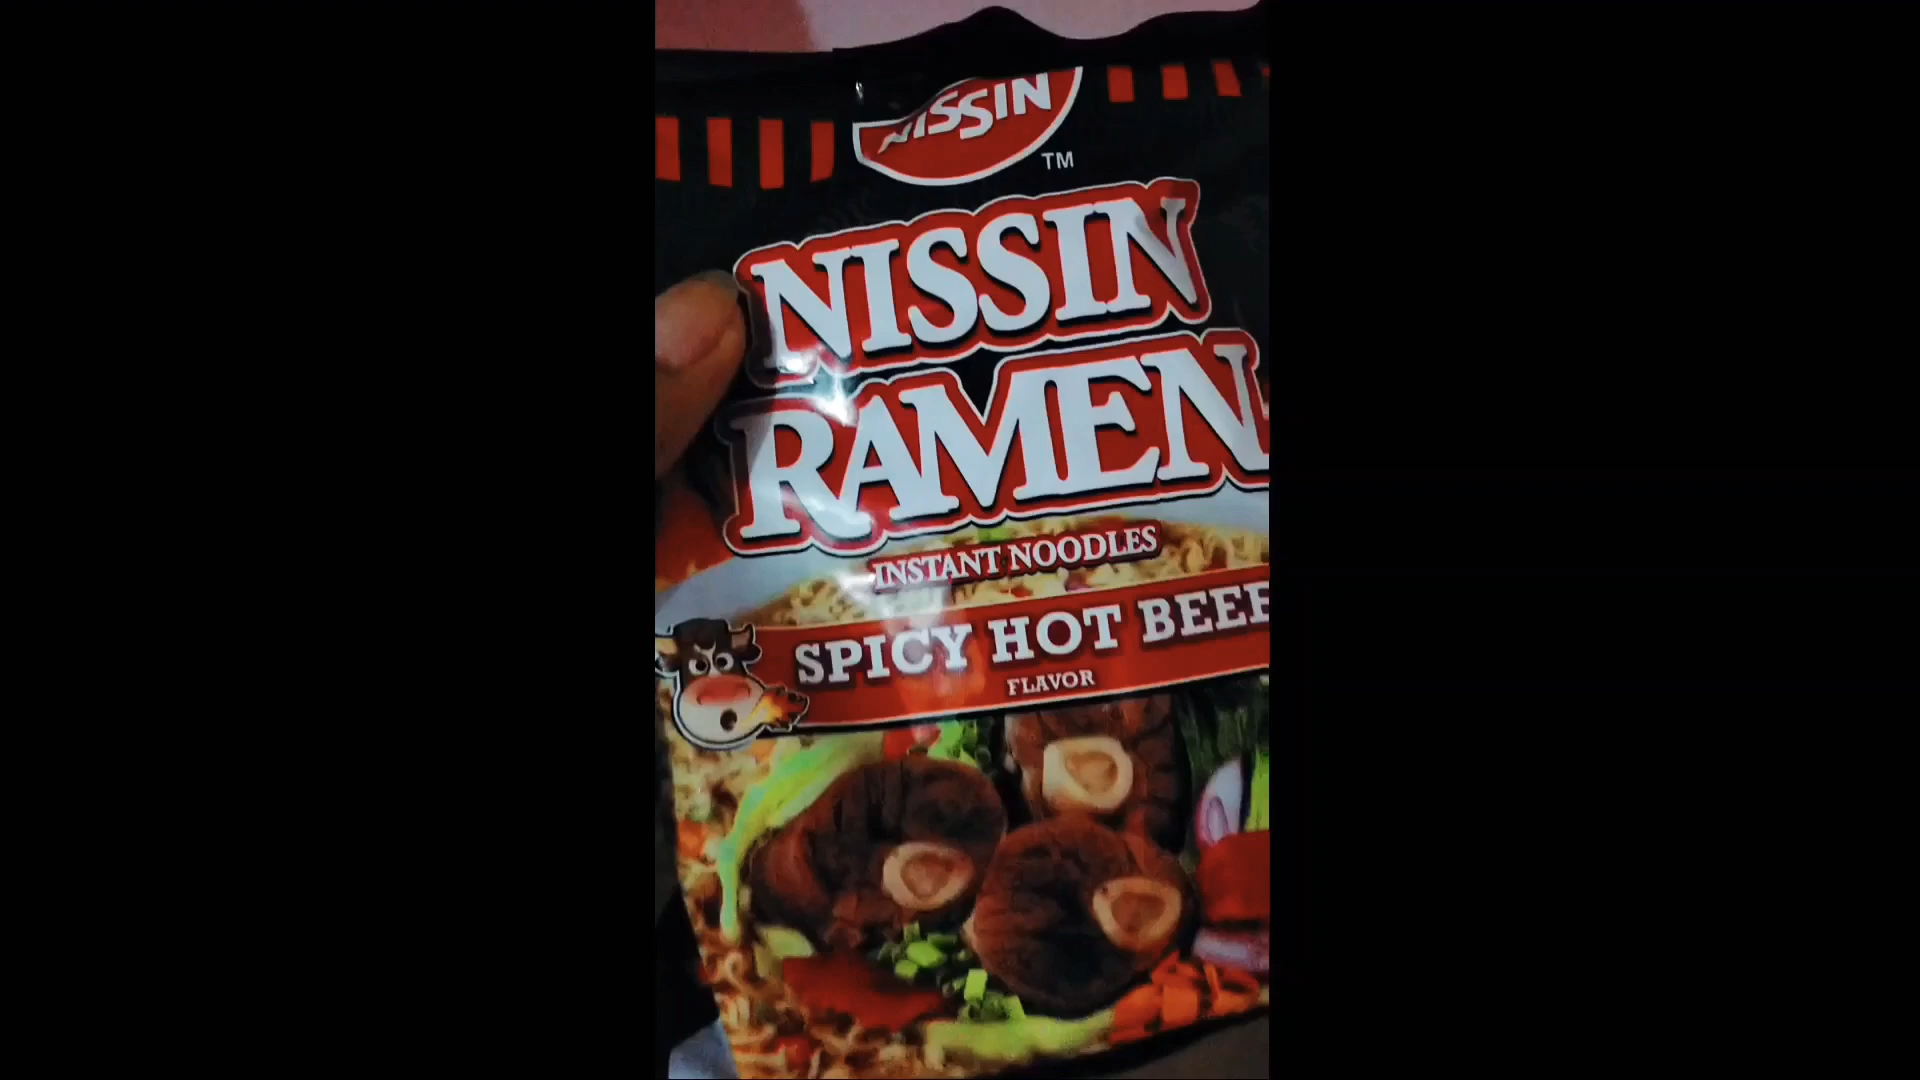 NISSIN
TM
NISSIN
RAMEN
INSTANT NOODLES
SPICY HOT BEEF
FLAVOR